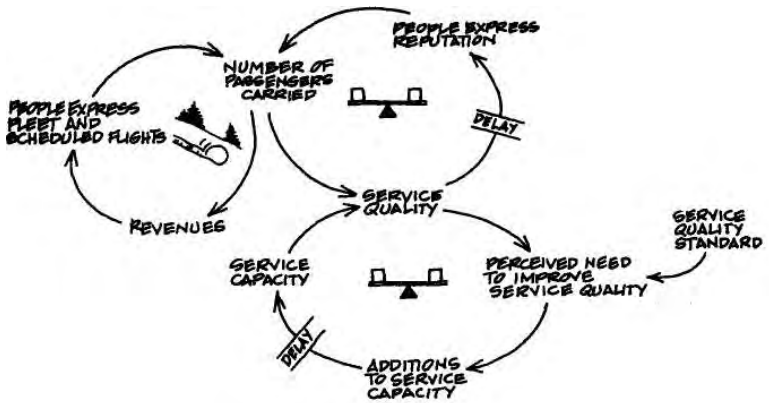 PEOPLE EXPRESS
REPUTATION
NUMBER OF
PASSENGERS
CARRIED
PEOPLE EXPRESS
FLEET AND
SCHEDULED FLIGHTS
DELAY
REVENUES
SERVICE
QUALITY
SERVICE
QUALITY
STANDARD
SERVICE
CAPACITY
PERCEIVED NEED
TO IMPROVE
SERVICE QUALITY
DELAY
ADDITIONS
TO SERVICE
CAPACITY